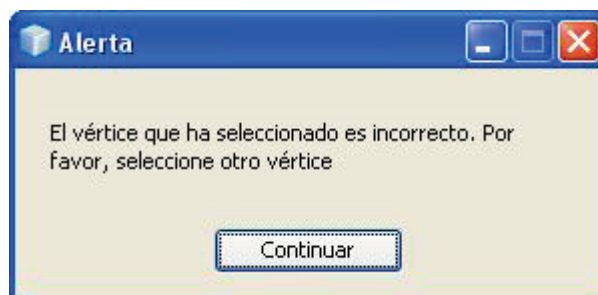 Alerta
El vértice que ha seleccionado es incorrecto. Por
favor, seleccione otro vértice
Continuar